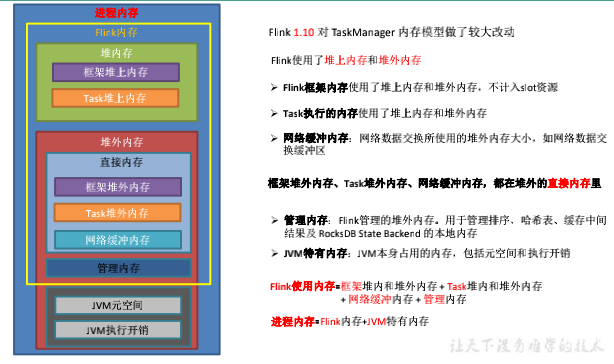 进程内存
Flink内存
堆内存
框架堆上内存
Task堆上内存
堆外内存
直接内存
框架堆外内存
Task堆外内存
网络缓冲内存
管理内存
JVM元空间
JVM执行开销
Flink 1.10 对 TaskManager 内存模型做了较大改动
Flink使用了堆上内存和堆外内存
➢ Flink框架内存使用了堆上内存和堆外内存，不计入slot资源
➢ Task执行的内存使用了堆上内存和堆外内存
➢ 网络缓冲内存：网络数据交换所使用的堆外内存大小，如网络数据交
换缓冲区
框架堆外内存、Task堆外内存、网络缓冲内存，都在堆外的直接内存里
➢ 管理内存：Flink管理的堆外内存。用于管理排序、哈希表、缓存中间
结果及 RocksDB State Backend 的本地内存
➢ JVM特有内存：JVM本身占用的内存，包括元空间和执行开销
Flink使用内存=框架堆内和堆外内存 + Task堆内和堆外内存
+ 网络缓冲内存 + 管理内存
进程内存=Flink内存+JVM特有内存
让天下没有难学的技术